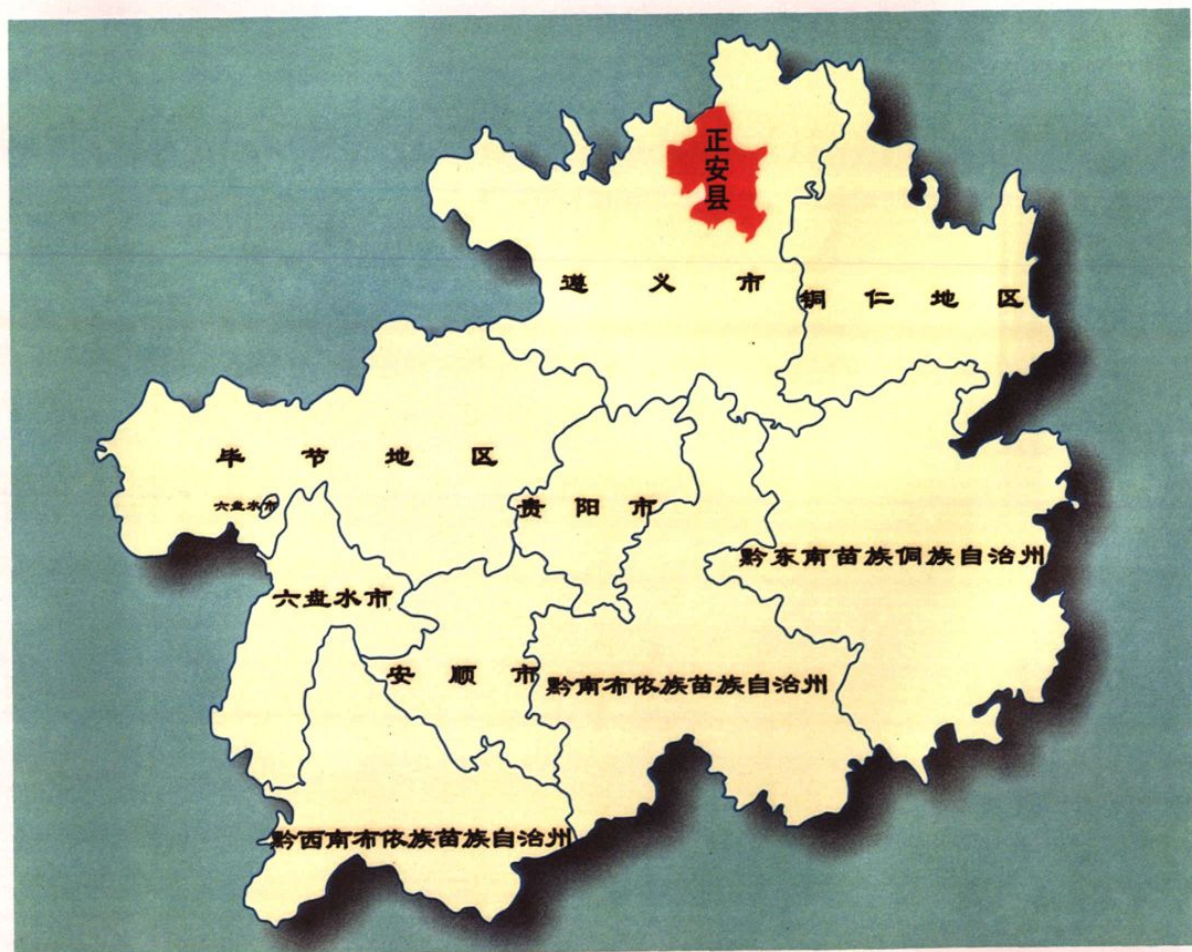 正安县
遵义市
铜仁地区
毕节地区
六盘水市
贵阳市
黔东南苗族侗族自治州
六盘水市
安顺市
黔南布依族苗族自治州
黔西南布依族苗族自治州